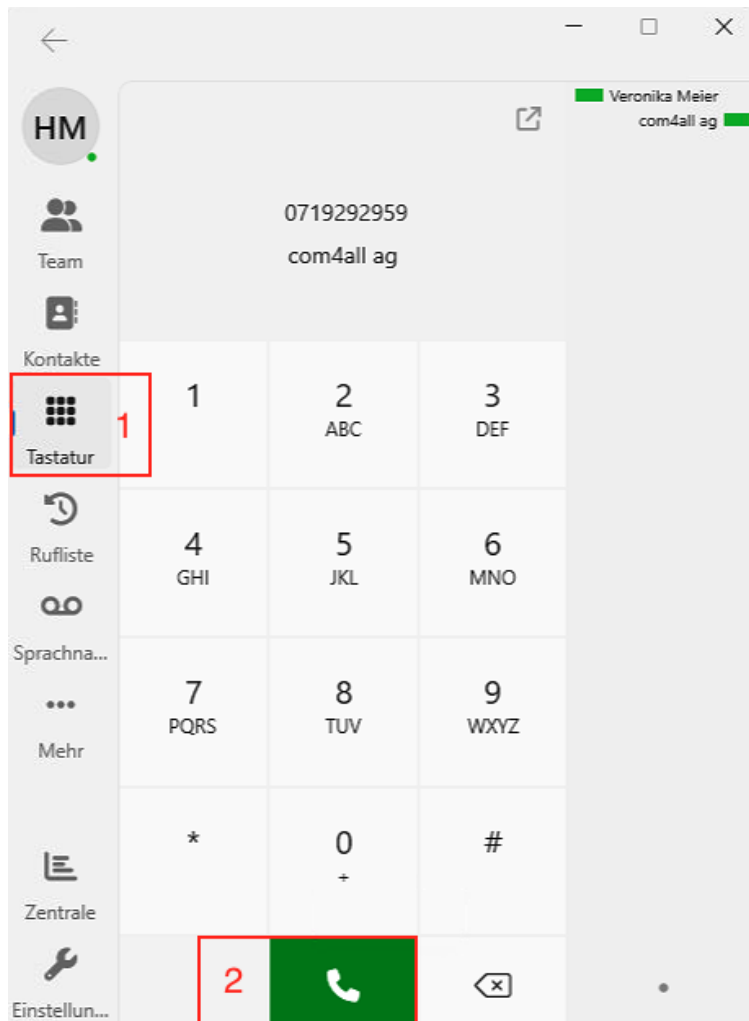 HM
Team
Kontakte
Tastatur
1
Rufliste
Sprachna...
Mehr
Zentrale
Einstellun...
0719292959
com4all ag
1
2
ABC
3
DEF
4
GHI
5
JKL
6
MNO
7
PQRS
8
TUV
9
WXYZ
*
0
+
#
2
Veronika Meier
com4all ag